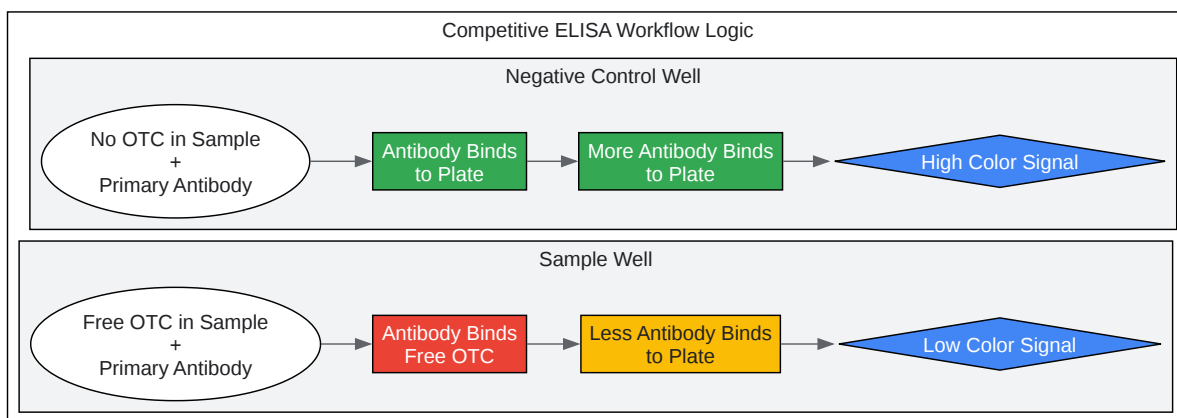 Competitive ELISA Workflow Logic
Negative Control Well
No OTC in Sample
+
Primary Antibody
Antibody Binds
to Plate
More Antibody Binds
to Plate
High Color Signal
Sample Well
Free OTC in Sample
+
Primary Antibody
Antibody Binds
Free OTC
Less Antibody Binds
to Plate
Low Color Signal